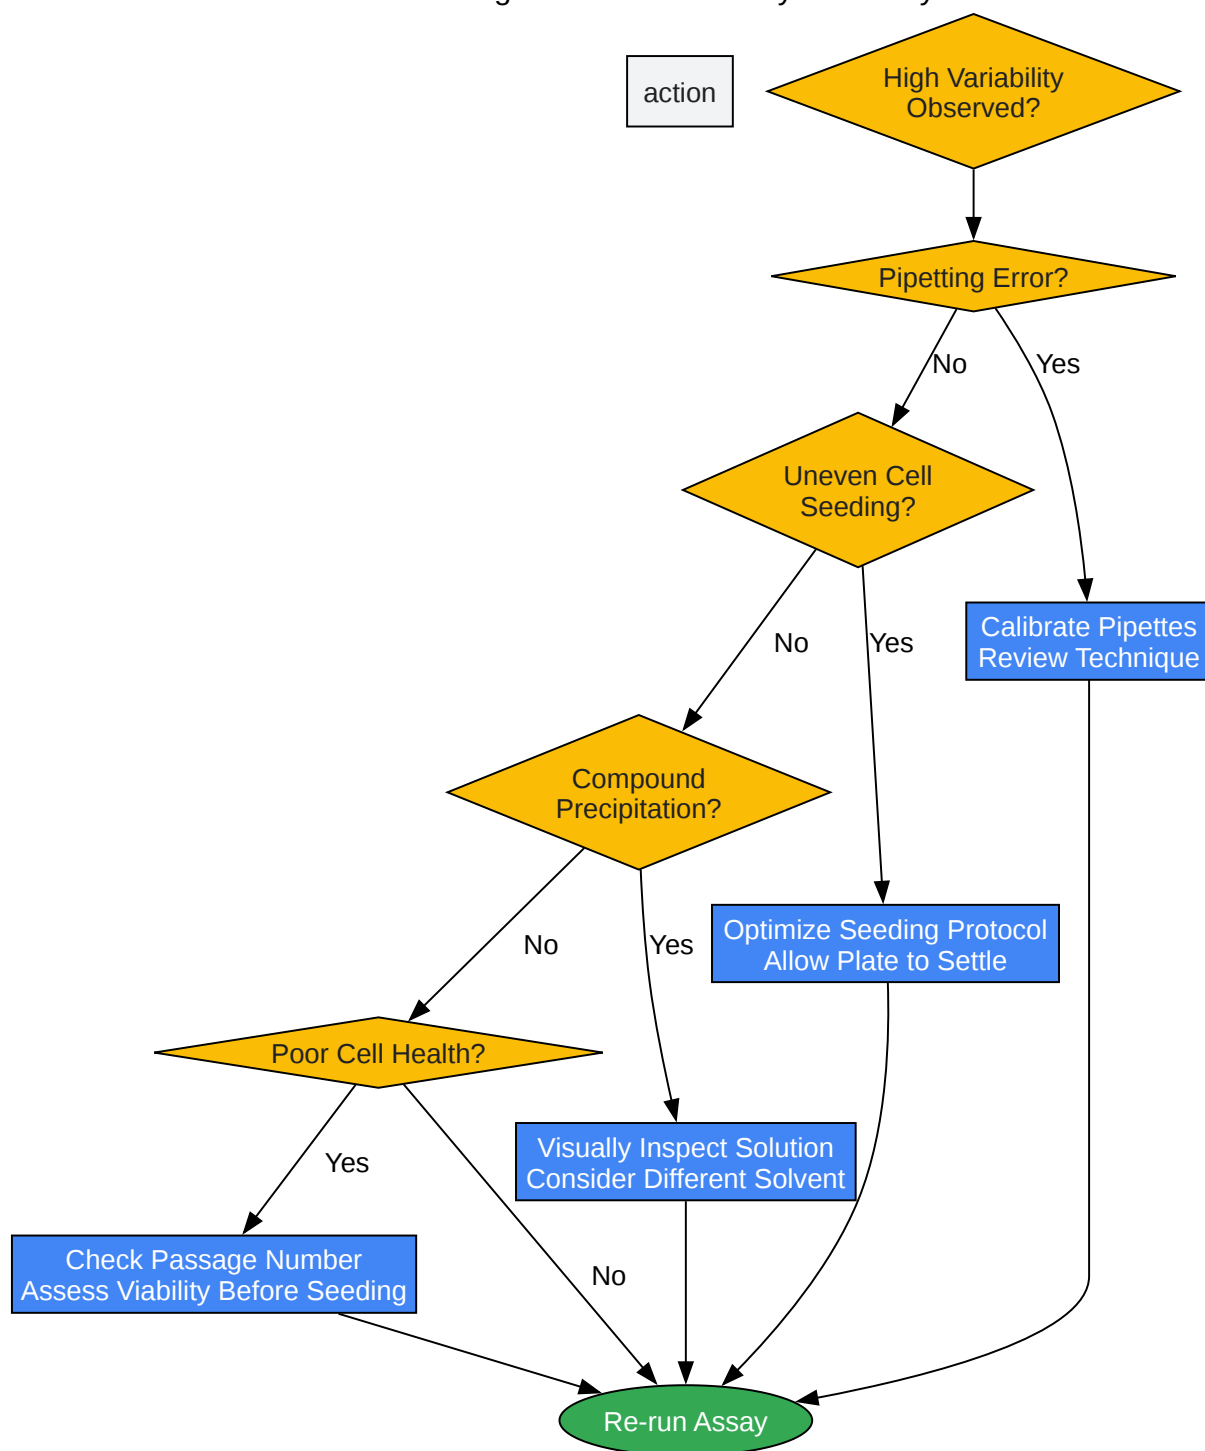 action
High Variability
Observed?
Pipetting Error?
No
Yes
Uneven Cell
Seeding?
Calibrate Pipettes
Review Technique
No
Yes
Compound
Precipitation?
Optimize Seeding Protocol
Allow Plate to Settle
No
Yes
Poor Cell Health?
Visually Inspect Solution
Consider Different Solvent
Yes
Check Passage Number
Assess Viability Before Seeding
No
Re-run Assay